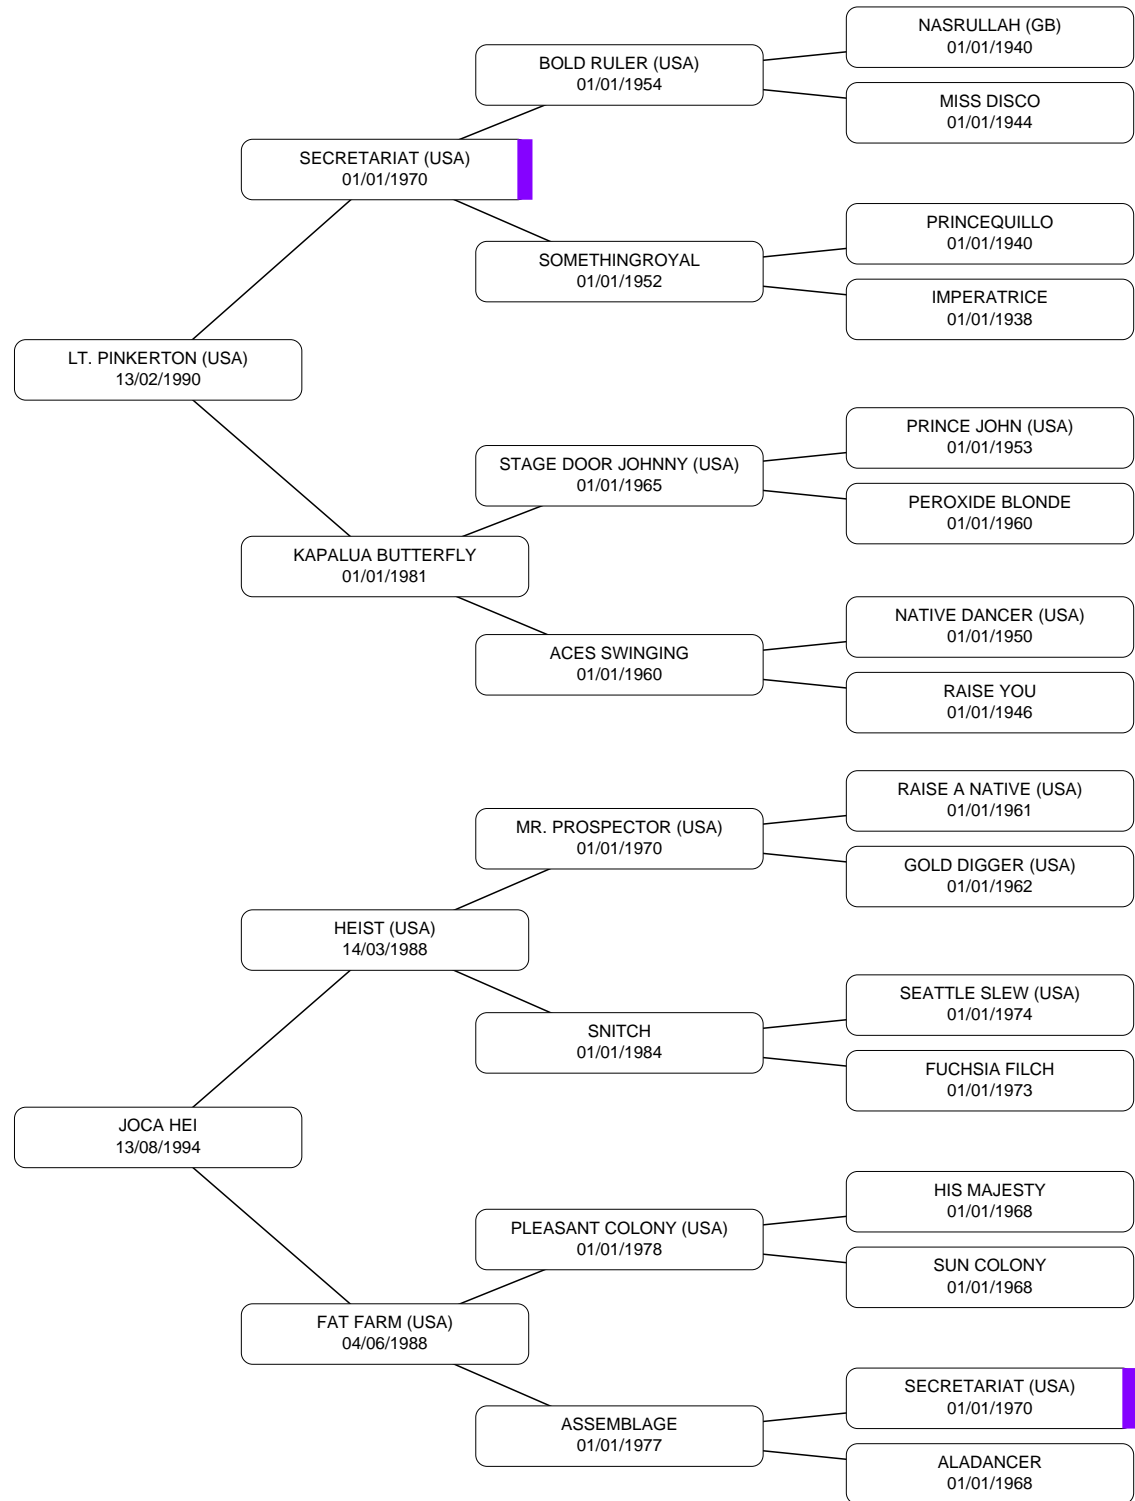 NASRULLAH (GB)
01/01/1940
BOLD RULER (USA)
01/01/1954
MISS DISCO
01/01/1944
SECRETARIAT (USA)
01/01/1970
PRINCEQUILLO
01/01/1940
SOMETHINGROYAL
01/01/1952
IMPERATRICE
01/01/1938
LT. PINKERTON (USA)
13/02/1990
PRINCE JOHN (USA)
01/01/1953
STAGE DOOR JOHNNY (USA)
01/01/1965
PEROXIDE BLONDE
01/01/1960
KAPALUA BUTTERFLY
01/01/1981
NATIVE DANCER (USA)
01/01/1950
ACES SWINGING
01/01/1960
RAISE YOU
01/01/1946
RAISE A NATIVE (USA)
01/01/1961
MR. PROSPECTOR (USA)
01/01/1970
GOLD DIGGER (USA)
01/01/1962
HEIST (USA)
14/03/1988
SEATTLE SLEW (USA)
01/01/1974
SNITCH
01/01/1984
FUCHSIA FILCH
01/01/1973
JOCA HEI
13/08/1994
HIS MAJESTY
01/01/1968
PLEASANT COLONY (USA)
01/01/1978
SUN COLONY
01/01/1968
FAT FARM (USA)
04/06/1988
SECRETARIAT (USA)
01/01/1970
ASSEMBLAGE
01/01/1977
ALADANCER
01/01/1968